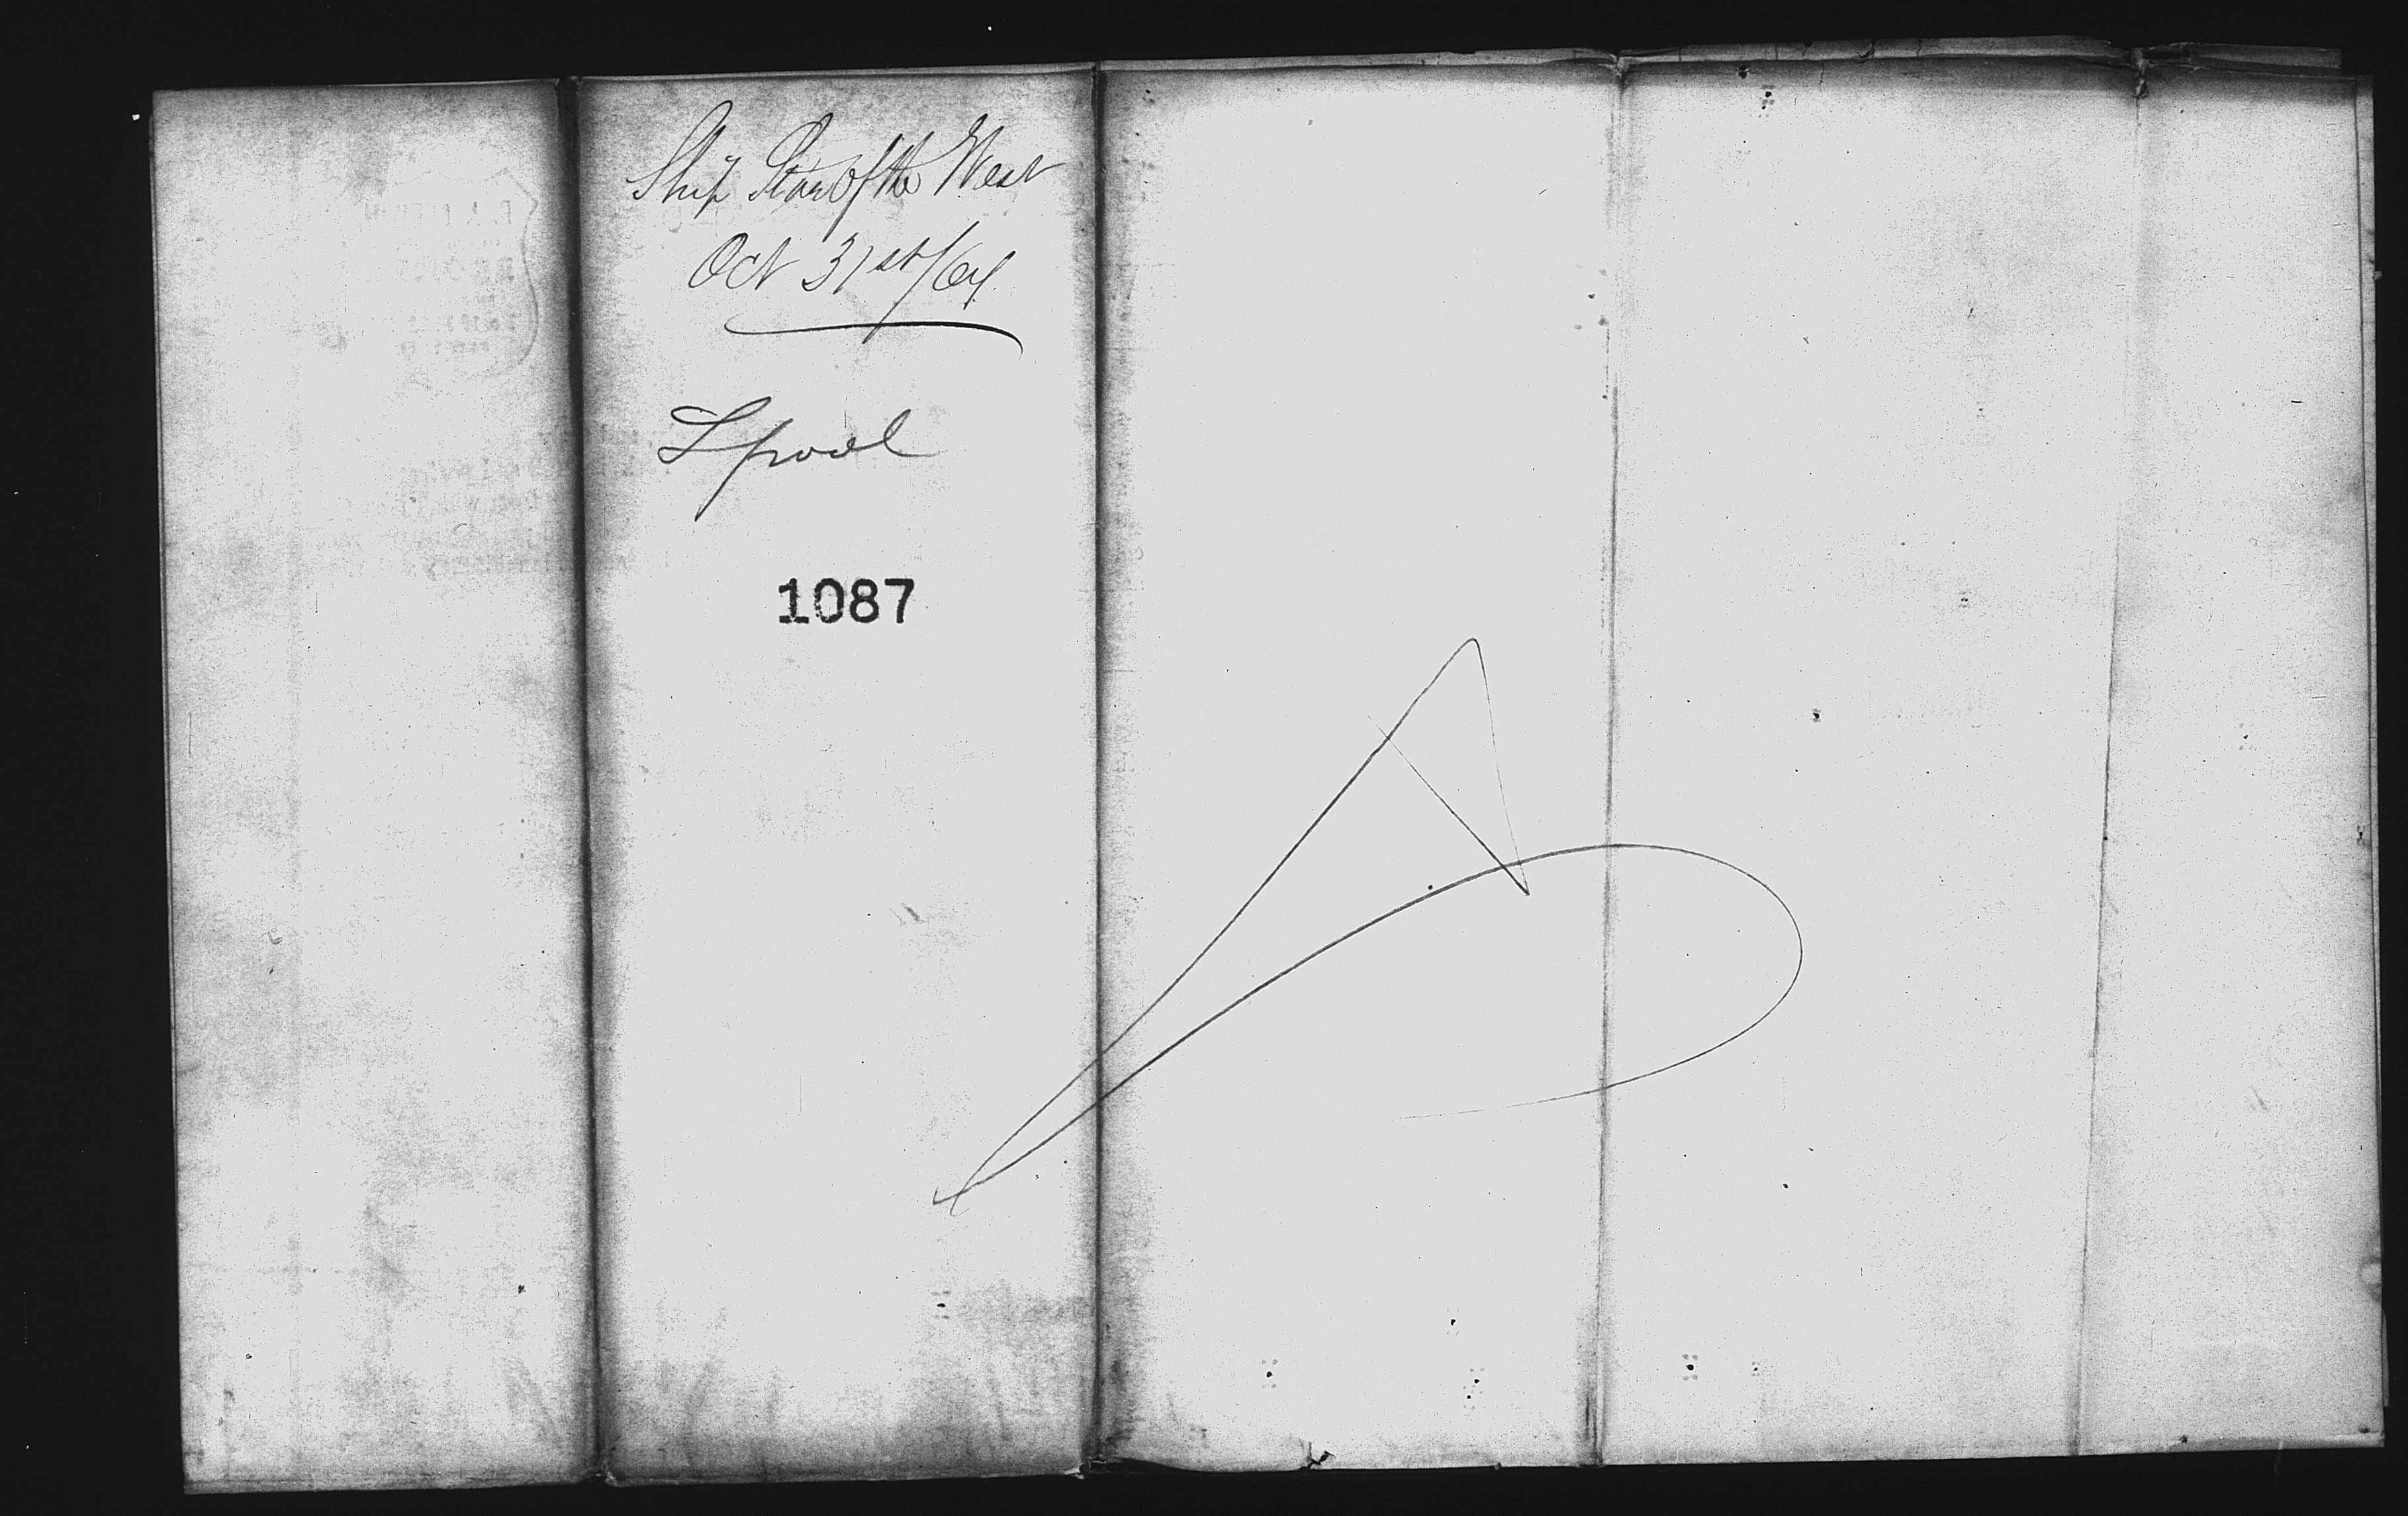 Ship Star of the West
Oct 31st/64
Lpool
1087